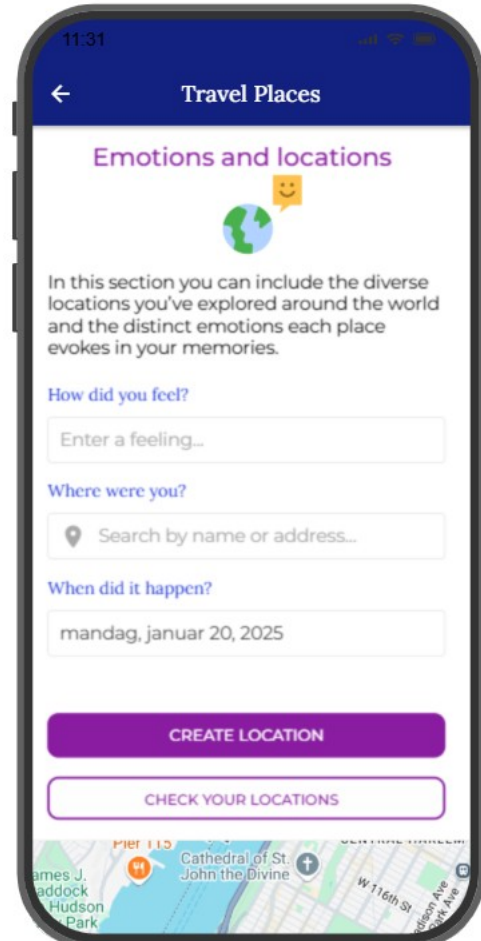 11:31
Travel Places
Emotions and locations
In this section you can include the diverse
locations you've explored around the world
and the distinct emotions each place
evokes in your memories.
How did you feel?
Enter a feeling...
Where were you?
Search by name or address...
When did it happen?
mandag, januar 20, 2025
CREATE LOCATION
CHECK YOUR LOCATIONS
Pier 115
Cathedral of St.
John the Divine
W 116th St
Hudson
Park